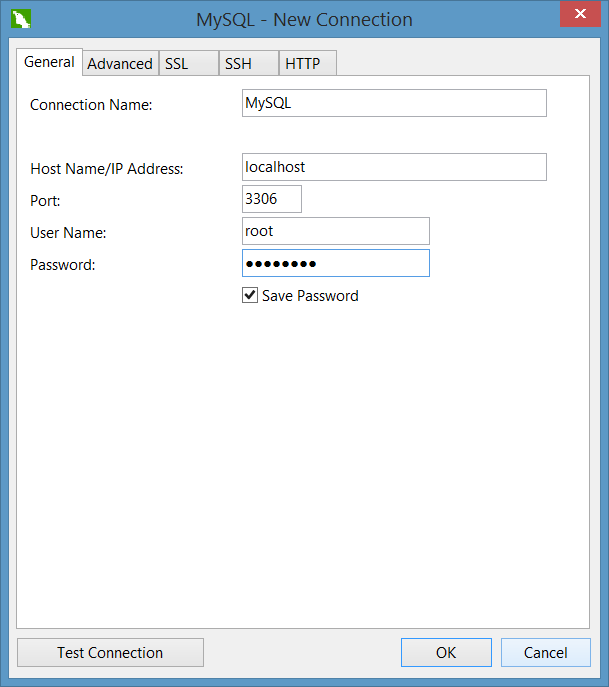 MySQL - New Connection
General Advanced SSL SSH HTTP
Connection Name: MySQL
Host Name/IP Address: localhost
Port: 3306
User Name: root
Password: ●●●●●●●●
Save Password
Test Connection OK Cancel